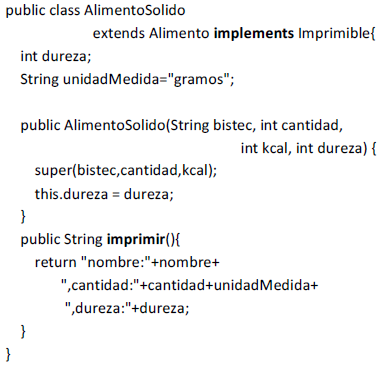 public class AlimentoSolido
extends Alimento implements Imprimible{
int dureza;
String unidadMedida="gramos";
public AlimentoSolido(String bistec, int cantidad,
int kcal, int dureza) {
super(bistec,cantidad,kcal);
this.dureza = dureza;
}
public String imprimir(){
return "nombre:"+nombre+
",cantidad:"+cantidad+unidadMedida+
",dureza:"+dureza;
}
}